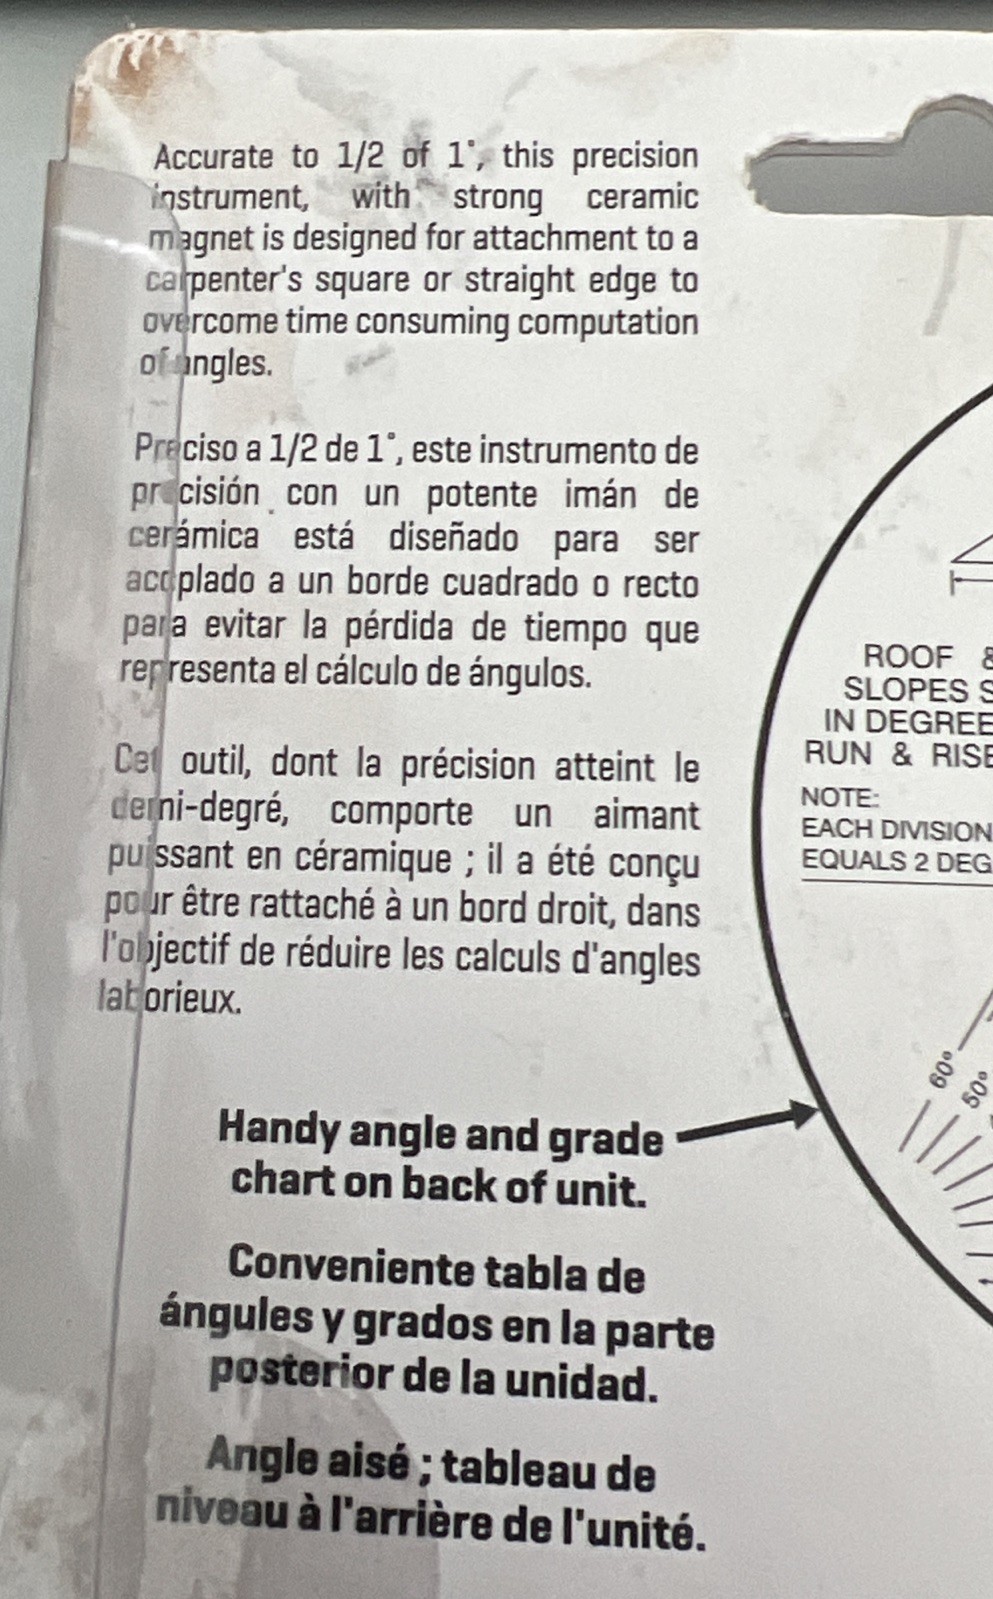 Accurate to 1/2 of 1°, this precision
instrument, with strong ceramic
magnet is designed for attachment to a
carpenter's square or straight edge to
overcome time consuming computation
of angles.
Preciso a 1/2 de 1°, este instrumento de
precisión con un potente imán de
cerámica está diseñado para ser
acoplado a un borde cuadrado o recto
para evitar la pérdida de tiempo que
representa el cálculo de ángulos.
Cet outil, dont la précision atteint le
demi-degré, comporte un aimant
puissant en céramique ; il a été conçu
pour être rattaché à un bord droit, dans
l'objectif de réduire les calculs d'angles
laborieux.
Handy angle and grade
chart on back of unit.
Conveniente tabla de
ángules y grados en la parte
posterior de la unidad.
Angle aisé ; tableau de
niveau à l'arrière de l'unité.
ROOF &
SLOPES S
IN DEGREE
RUN & RISE
NOTE:
EACH DIVISION
EQUALS 2 DEG
60°
50°